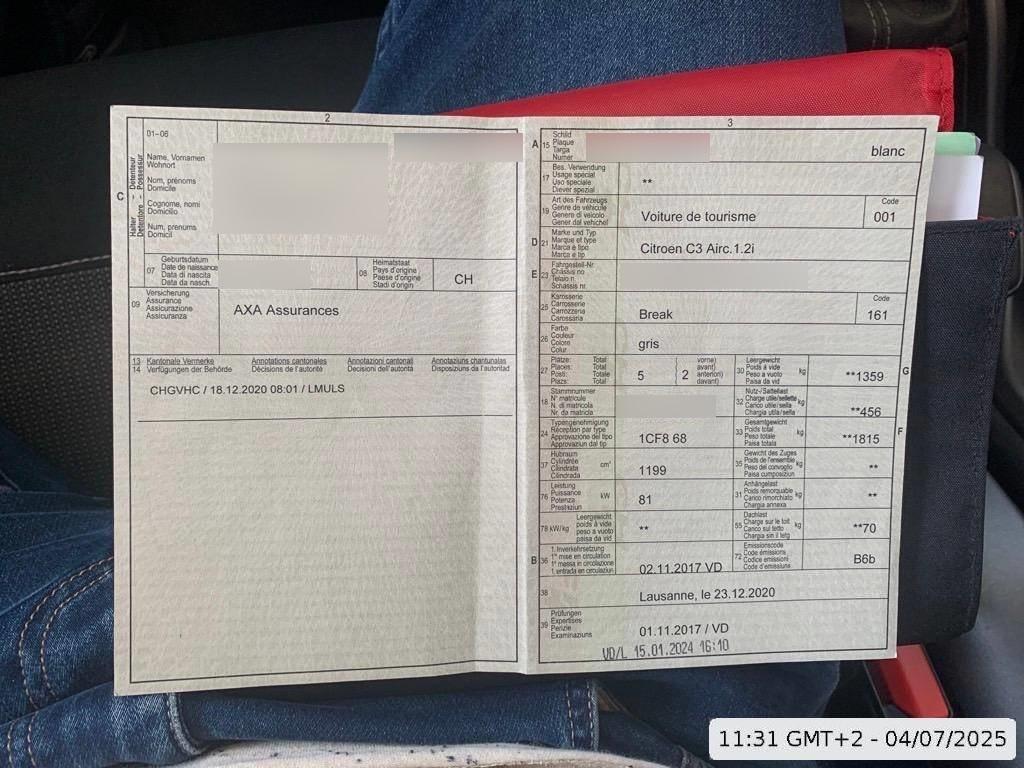 2
01-06
C
Halter
Détenteur
Detentore
Possessur
Name, Vornamen
Wohnort
Nom, prénoms
Domicile
Cognome, nomi
Domicilio
Num, prenums
Domicil
07
Geburtsdatum
Date de naissance
Data di nascita
Data da nasch.
08
Heimatstaat
Pays d'origine
Paese d'origine
Stadi d'origin
CH
09
Versicherung
Assurance
Assicurazione
Assicuranza
AXA Assurances
13 Kantonale Vermerke Annotations cantonales Annotazioni cantonali Annotaziuns chantunalas
14 Verfügungen der Behörde Décisions de l'autorité Decisioni dell'autorità Disposiziuns da l'autoritad
CHGVHC / 18.12.2020 08:01 / LMULS
3
A 15
Schild
Plaque
Targa
Numer
blanc
17
Bes. Verwendung
Usage spécial
Uso speciale
Diever spezial
**
19
Art des Fahrzeugs
Genre de véhicule
Genere di veicolo
Gener dal vehichel
Voiture de tourisme
Code
001
D 21
Marke und Typ
Marque et type
Marca e tipo
Marca e tip
Citroen C3 Airc.1.2i
E 23
Fahrgestell-Nr
Châssis no
Telaio n.
Schassis nr.
25
Karosserie
Carrosserie
Carrozzeria
Carossaria
Break
Code
161
26
Farbe
Couleur
Colore
Colur
gris
27
Plätze: Total
Places: Total
Posti: Totale
Plazs: Total
5
2
vorne)
avant)
anteriori)
davant)
30
Leergewicht
Poids à vide
Peso a vuoto
Paisa da vid
kg
**1359
G
18
Stammnummer
N° matricule
N. di matricola
Nr. da matricla
32
Nutz-/Sattellast
Charge utile/sellette
Carico utile/sella
Chargia utila/sella
kg
**456
24
Typengenehmigung
Réception par type
Approvazione del tipo
Approvaziun dal tip
1CF8 68
33
Gesamtgewicht
Poids total
Peso totale
Paisa totala
kg
**1815
F
37
Hubraum
Cylindrée
Cilindrata
Cilindrada
cm³
1199
35
Gewicht des Zuges
Poids de l'ensemble
Peso del convoglio
Paisa cumposiziun
kg
**
76
Leistung
Puissance
Potenza
Prestaziun
kW
81
31
Anhängelast
Poids remorquable
Carico rimorchiato
Chargia annexa
kg
**
78 kW/kg
Leergewicht
poids à vide
peso a vuoto
paisa da vid
**
55
Dachlast
Charge sur le toit
Carico sul tetto
Chargia sin il tetg
kg
**70
B 36
1. Inverkehrsetzung
1re mise en circulation
1a messa in circolazione
1. entrada en circulaziun
02.11.2017 VD
72
Emissionscode
Code émissions
Codice emissioni
Code d'emissiuns
B6b
38
Lausanne, le 23.12.2020
39
Prüfungen
Expertises
Perizie
Examinaziuns
01.11.2017 / VD
VD/L 15.01.2024 16:10
11:31 GMT+2 - 04/07/2025